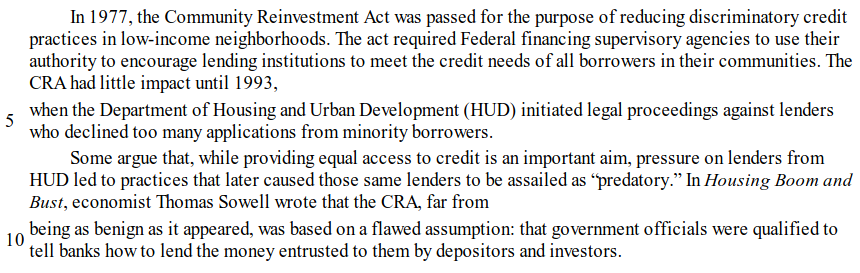 In 1977, the Community Reinvestment Act was passed for the purpose of reducing discriminatory credit
practices in low-income neighborhoods. The act required Federal financing supervisory agencies to use their
authority to encourage lending institutions to meet the credit needs of all borrowers in their communities. The
CRA had little impact until 1993,
5 when the Department of Housing and Urban Development (HUD) initiated legal proceedings against lenders
who declined too many applications from minority borrowers.
Some argue that, while providing equal access to credit is an important aim, pressure on lenders from
HUD led to practices that later caused those same lenders to be assailed as “predatory.” In Housing Boom and
Bust, economist Thomas Sowell wrote that the CRA, far from
10 being as benign as it appeared, was based on a flawed assumption: that government officials were qualified to
tell banks how to lend the money entrusted to them by depositors and investors.